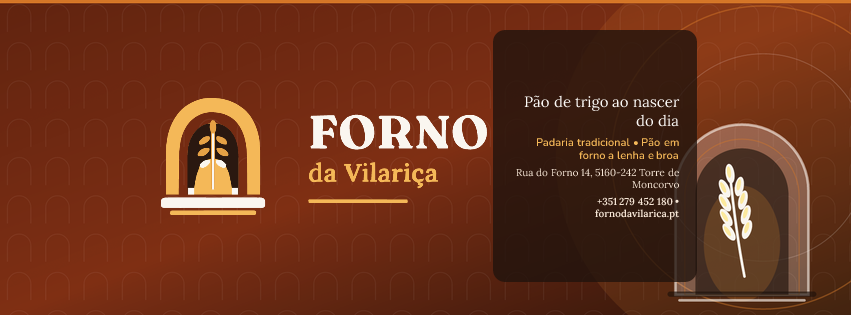 FORNO
da Vilariça
Pão de trigo ao nascer
do dia
Padaria tradicional • Pão em
forno a lenha e broa
Rua do Forno 14, 5160-242 Torre de
Moncorvo
+351 279 452 180 •
fornodavilarica.pt